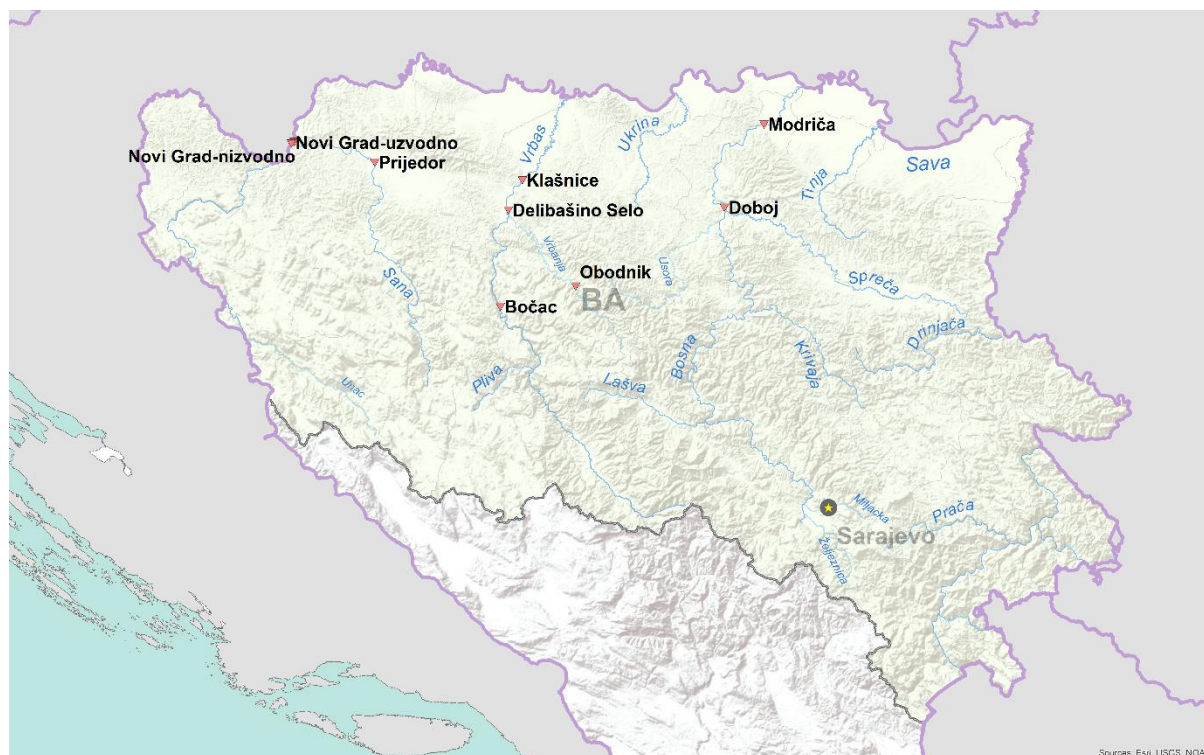 Modriča
Ukrina
Vrbas
Novi Grad-uzvodno
Novi Grad-nizvodno
Prijedor
Sava
Tinja
Klašnice
Delibašino Selo
Doboj
Vrbanja
Usora
Obodnik
BA
Sana
Spreča
Bočac
Drinjača
Bosna
Krivaja
Pliva
Lašva
Unac
Miljacka
Prača
Sarajevo
Željeznica
Sources: Esri, USGS, NOA